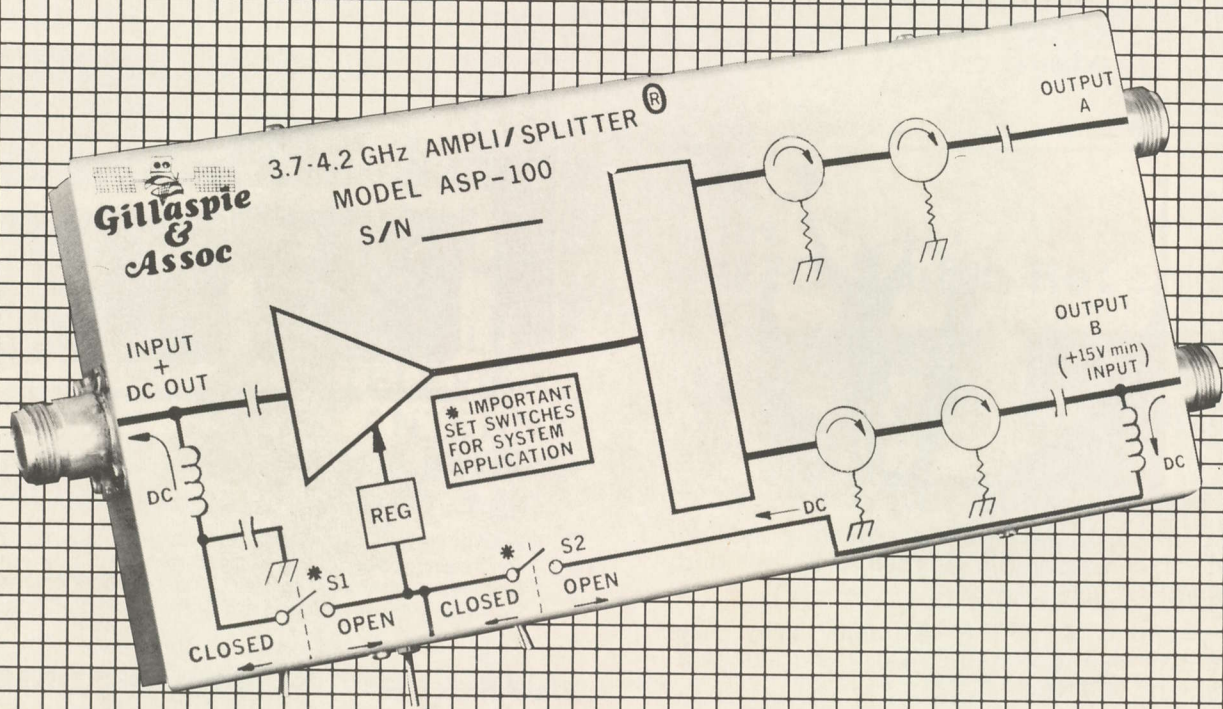 Gillaspie
&
Assoc
3.7-4.2 GHz AMPLI/SPLITTER ®
MODEL ASP-100
S/N
OUTPUT
A
INPUT
+
DC OUT
DC
* IMPORTANT
SET SWITCHES
FOR SYSTEM
APPLICATION
REG
OUTPUT
B
(+15V min)
INPUT
DC
DC
* S1
CLOSED
OPEN
* S2
CLOSED
OPEN